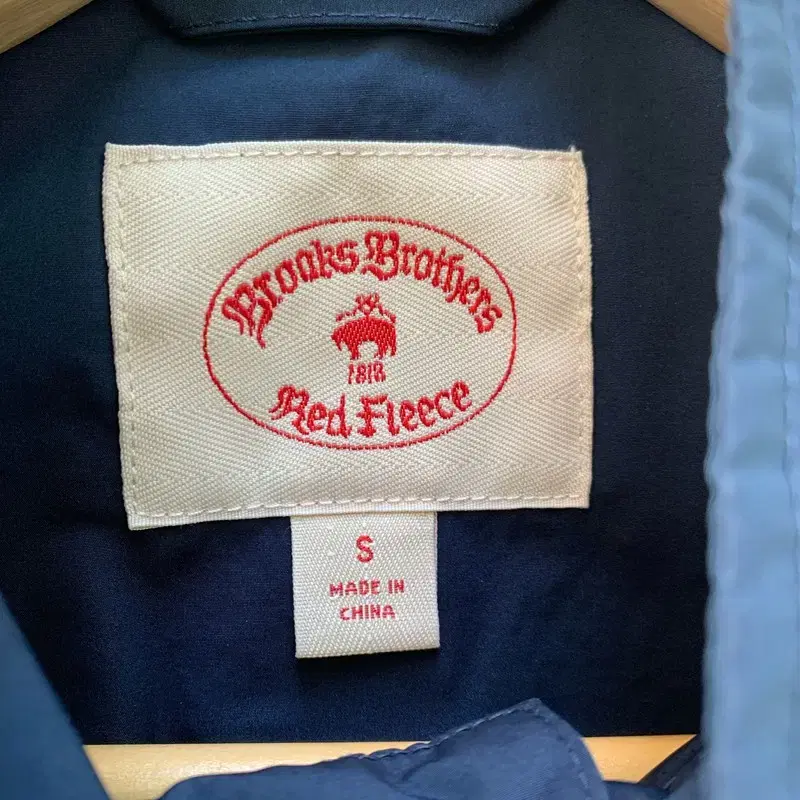 Brooks Brothers
1818
Red Fleece
S
MADE IN
CHINA